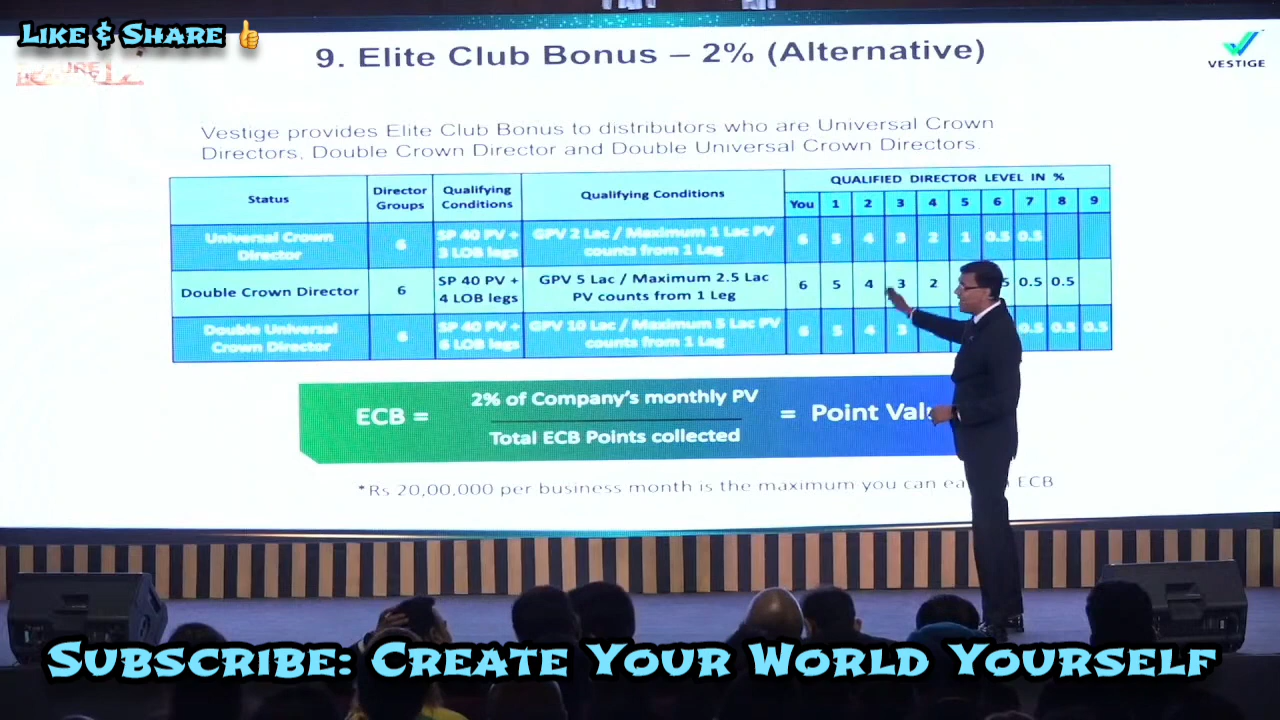 Like & Share 👍
9. Elite Club Bonus – 2% (Alternative)
VESTIGE
Vestige provides Elite Club Bonus to distributors who are Universal Crown
Directors, Double Crown Director and Double Universal Crown Directors.
Status
Director
Groups
Qualifying
Conditions
Qualifying Conditions
QUALIFIED DIRECTOR LEVEL IN %
You 1 2 3 4 5 6 7 8 9
Universal Crown
Director
6
SP 40 PV +
3 LOB legs
GPV 2 Lac / Maximum 1 Lac PV
counts from 1 Leg
4 3 2 1 0.5 0.5
Double Crown Director
6
SP 40 PV +
4 LOB legs
GPV 5 Lac / Maximum 2.5 Lac
PV counts from 1 Leg
6 5 4 3 2 0.5 0.5
Double Universal
Crown Director
6
SP 40 PV +
6 LOB legs
GPV 10 Lac / Maximum 5 Lac PV
counts from 1 Leg
4 3 0.5 0.5 0.5
ECB =
2% of Company's monthly PV
Total ECB Points collected
= Point
*Rs 20,00,000 per business month is the maximum you can ECB
Subscribe: Create Your World Yourself